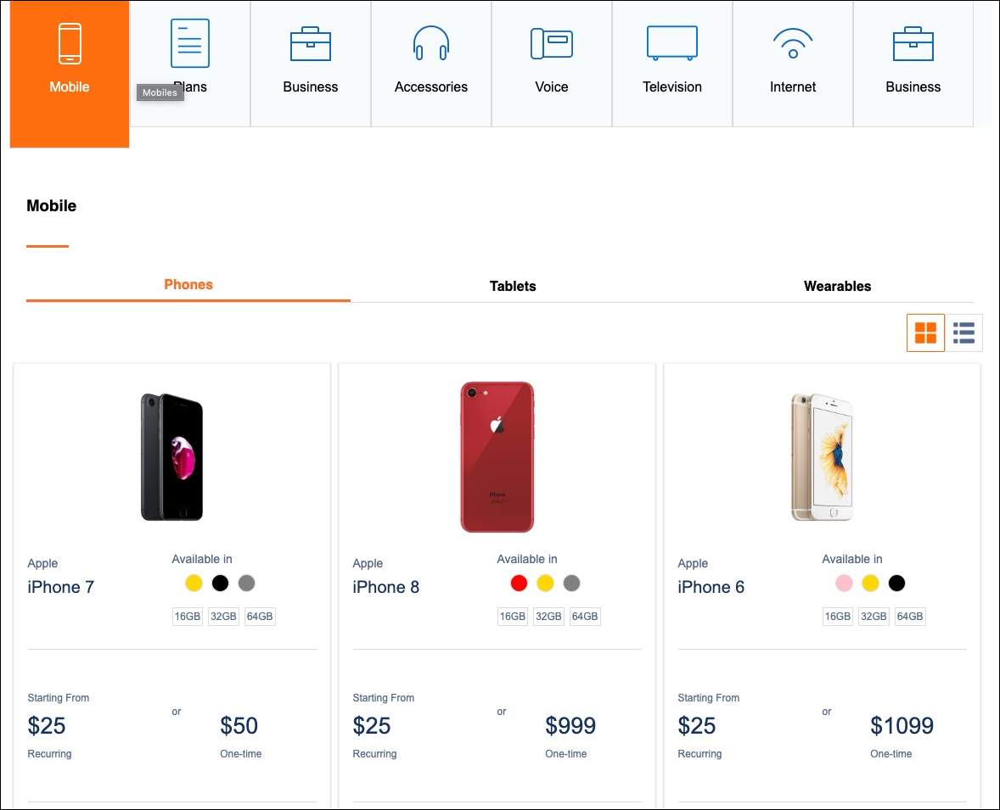 Mobile
Plans
Business
Accessories
Voice
Television
Internet
Business
Mobiles
Mobile
Phones
Tablets
Wearables
Apple
iPhone 7
Available in
16GB 32GB 64GB
Starting From
$25
Recurring
or
$50
One-time
Apple
iPhone 8
Available in
16GB 32GB 64GB
Starting From
$25
Recurring
or
$999
One-time
Apple
iPhone 6
Available in
16GB 32GB 64GB
Starting From
$25
Recurring
or
$1099
One-time